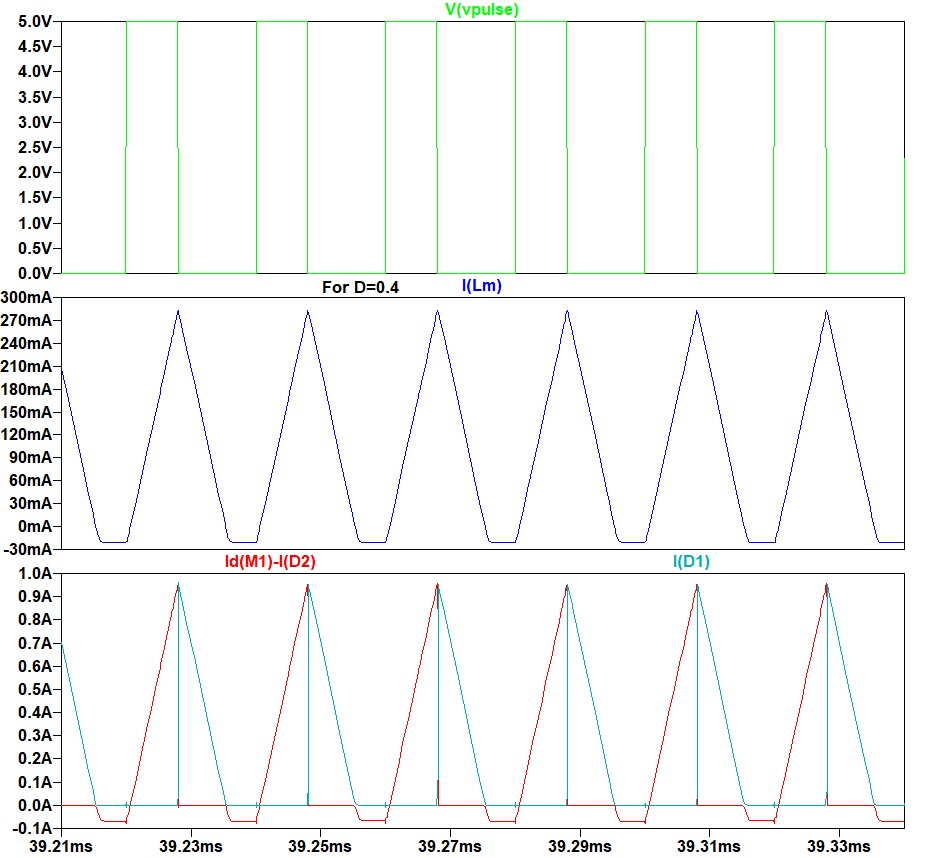 V(vpulse)
5.0V
4.5V
4.0V
3.5V
3.0V
2.5V
2.0V
1.5V
1.0V
0.5V
0.0V
For D=0.4 I(Lm)
300mA
270mA
240mA
210mA
180mA
150mA
120mA
90mA
60mA
30mA
0mA
-30mA
Id(M1)-I(D2) I(D1)
1.0A
0.9A
0.8A
0.7A
0.6A
0.5A
0.4A
0.3A
0.2A
0.1A
0.0A
-0.1A
39.21ms 39.23ms 39.25ms 39.27ms 39.29ms 39.31ms 39.33ms